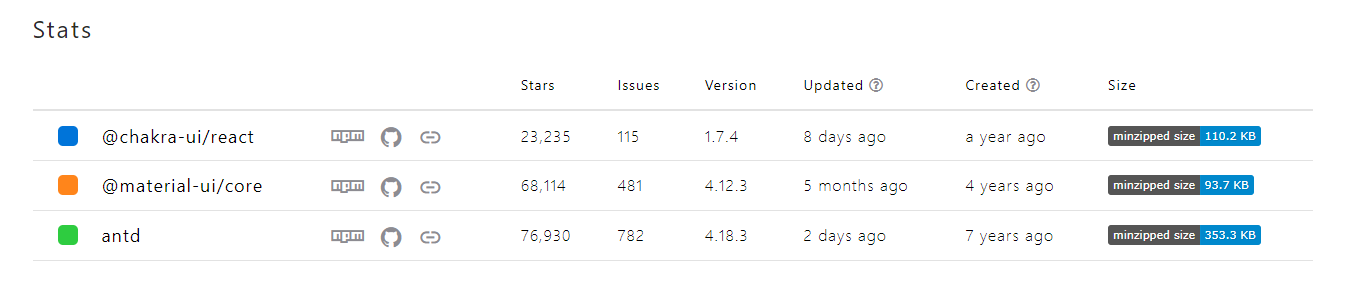 Stats
Stars Issues Version Updated ? Created ? Size
@chakra-ui/react npm 23,235 115 1.7.4 8 days ago a year ago minzipped size 110.2 KB
@material-ui/core npm 68,114 481 4.12.3 5 months ago 4 years ago minzipped size 93.7 KB
antd npm 76,930 782 4.18.3 2 days ago 7 years ago minzipped size 353.3 KB